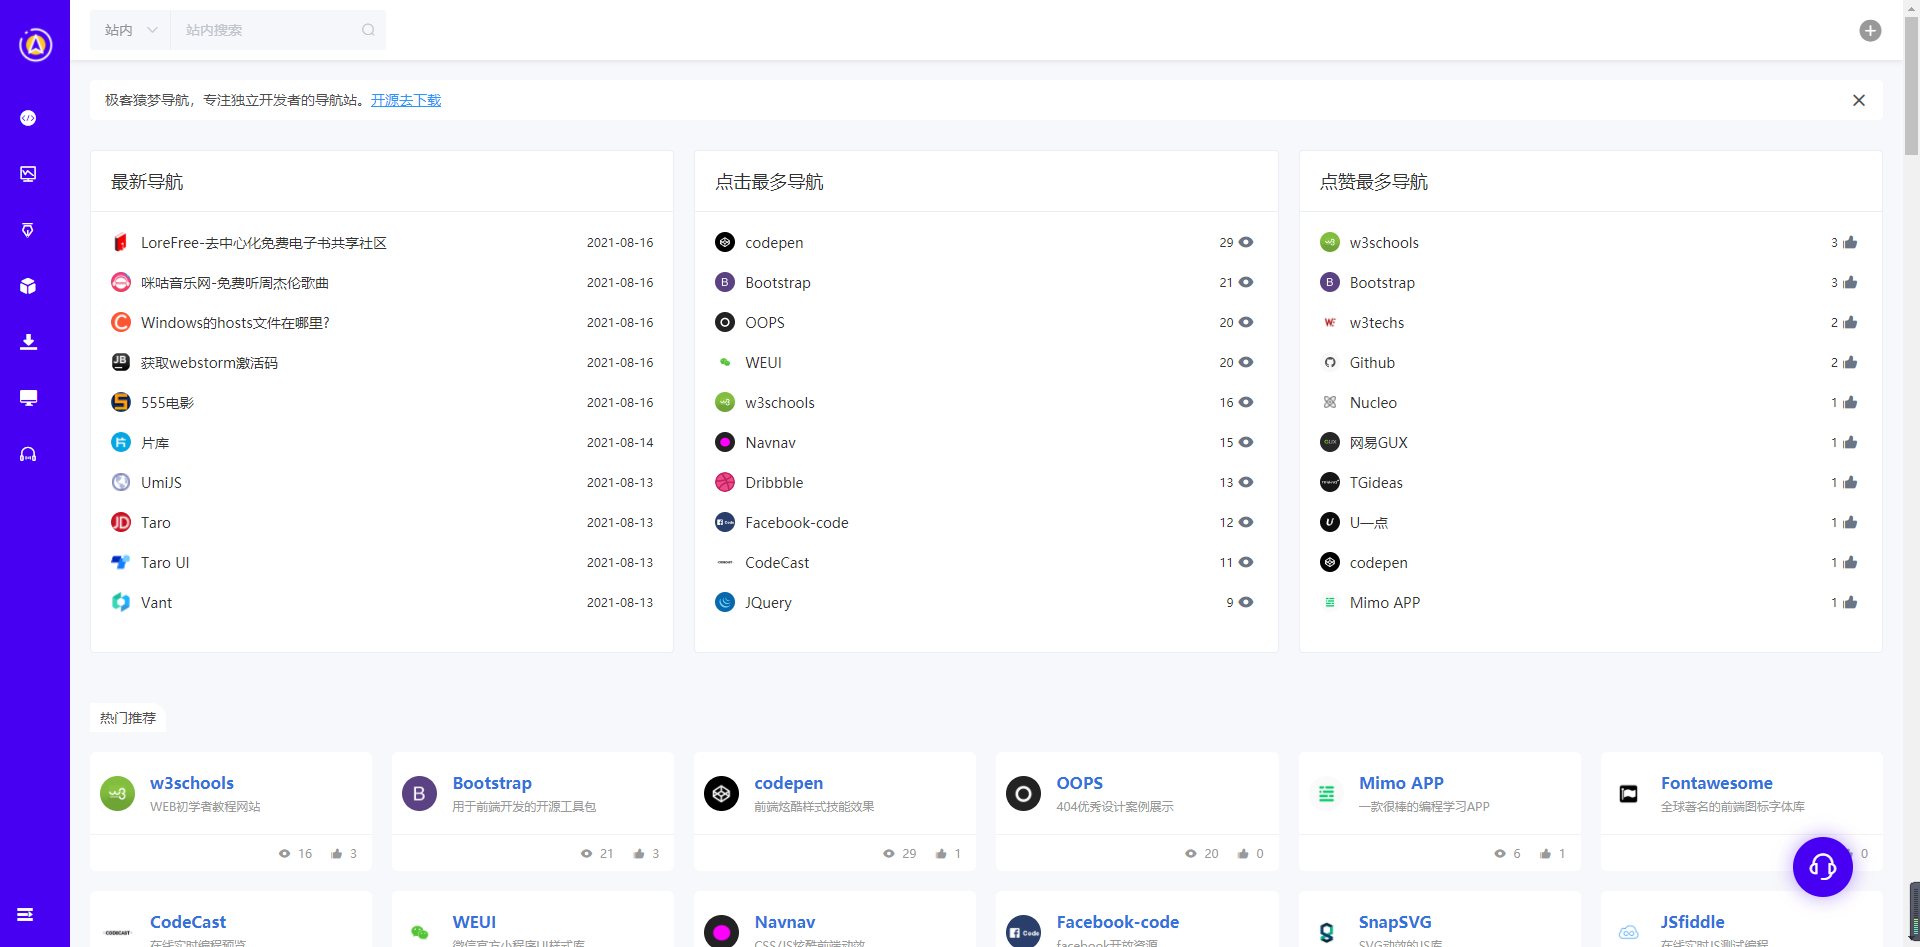 站内
站内搜索
极客猿梦导航，专注独立开发者的导航站。开源去下载
最新导航
LoreFree-去中心化免费电子书共享社区 2021-08-16
咪咕音乐网-免费听周杰伦歌曲 2021-08-16
Windows的hosts文件在哪里? 2021-08-16
获取webstorm激活码 2021-08-16
555电影 2021-08-16
片库 2021-08-14
UmiJS 2021-08-13
Taro 2021-08-13
Taro UI 2021-08-13
Vant 2021-08-13
点击最多导航
codepen 29
Bootstrap 21
OOPS 20
WEUI 20
w3schools 16
Navnav 15
Dribbble 13
Facebook-code 12
CodeCast 11
JQuery 9
点赞最多导航
w3schools 3
Bootstrap 3
w3techs 2
Github 2
Nucleo 1
网易GUX 1
TGideas 1
U一点 1
codepen 1
Mimo APP 1
热门推荐
w3schools
WEB初学者教程网站
16 3
Bootstrap
用于前端开发的开源工具包
21 3
codepen
前端炫酷样式技能效果
29 1
OOPS
404优秀设计案例展示
20 0
Mimo APP
一款很棒的编程学习APP
6 1
Fontawesome
全球著名的前端图标字体库
0
CodeCast
在线实时编程预览
WEUI
微信官方小程序UI样式库
Navnav
CSS/JS炫酷前端动效
Facebook-code
facebook开放资源
SnapSVG
SVG动效的JS库
JSfiddle
在线实时JS测试编程